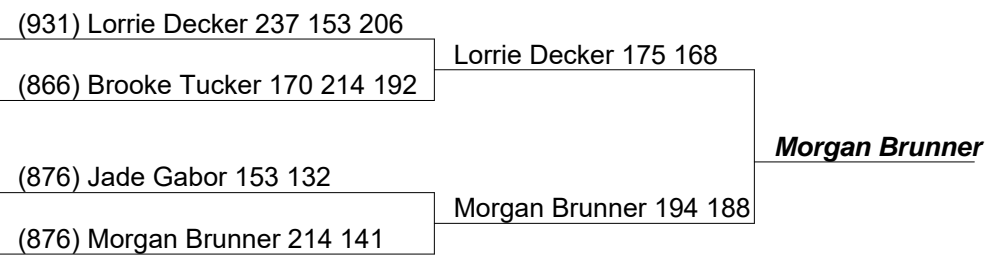 (931) Lorrie Decker 237 153 206
Lorrie Decker 175 168
(866) Brooke Tucker 170 214 192
Morgan Brunner
(876) Jade Gabor 153 132
Morgan Brunner 194 188
(876) Morgan Brunner 214 141